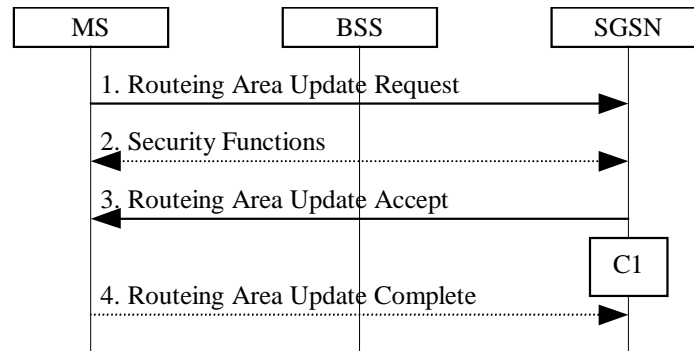 MS
BSS
SGSN
1. Routeing Area Update Request
2. Security Functions
3. Routeing Area Update Accept
C1
4. Routeing Area Update Complete